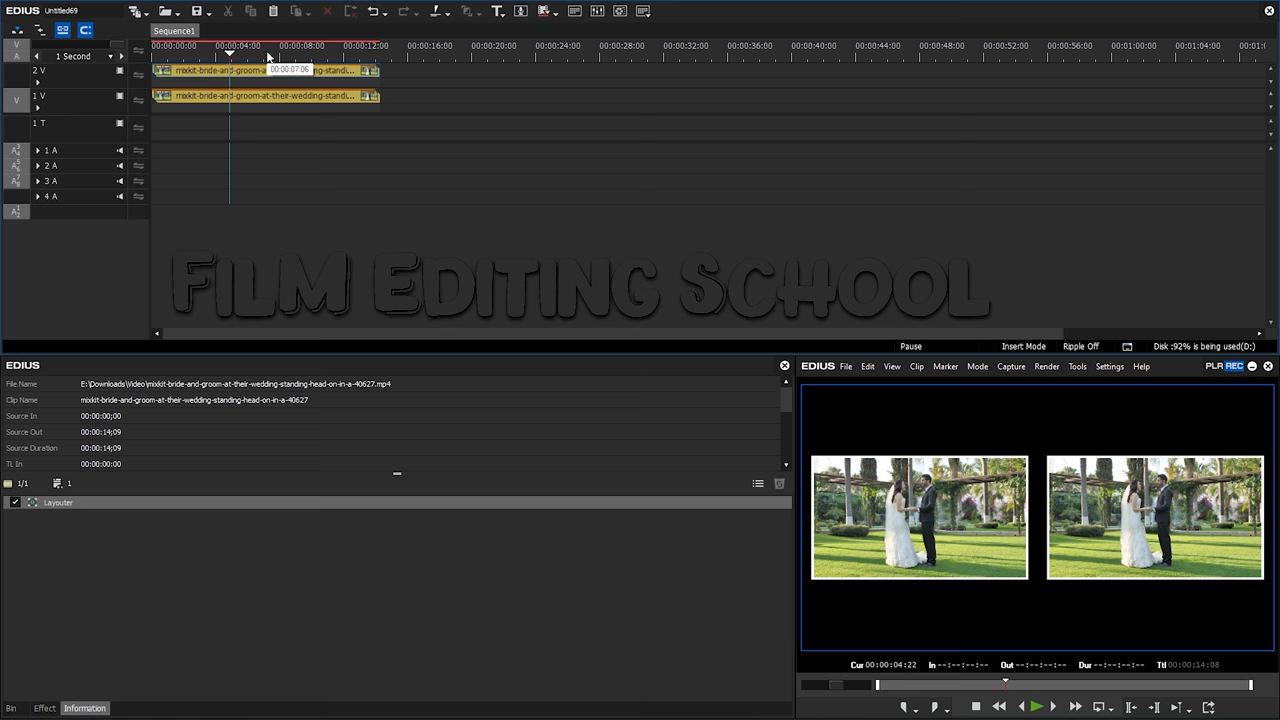 EDIUS Untitled69
Sequence1
V
A
1 Second
00:00:00:00 00:00:04:00 00:00:08:00 00:00:12:00 00:00:16:00 00:00:20:00 00:00:24:00 00:00:28:00 00:00:32:00 00:00:36:00 00:00:40:00 00:00:44:00 00:00:48:00 00:00:52:00 00:00:56:00 00:01:00:00 00:01:04:00 00:01:08:00
00:00:07:06
2 V mixkit-bride-and-groom-a ng-standi...
V 1 V mixkit-bride-and-groom-at-their-wedding-standi...
1 T
1 A
2 A
3 A
4 A
FILM EDITING SCHOOL
Pause Insert Mode Ripple Off Disk :92% is being used(D:)
EDIUS
File Name E:\Downloads\Video\mixkit-bride-and-groom-at-their-wedding-standing-head-on-in-a-40627.mp4
Clip Name mixkit-bride-and-groom-at-their-wedding-standing-head-on-in-a-40627
Source In 00:00:00;00
Source Out 00:00:14;09
Source Duration 00:00:14;09
TL In 00:00:00:00
1/1 1
Layouter
Bin Effect Information
EDIUS File Edit View Clip Marker Mode Capture Render Tools Settings Help PLR REC
Cur 00:00:04:22 In --:--:--:-- Out --:--:--:-- Dur --:--:--:-- Ttl 00:00:14:08